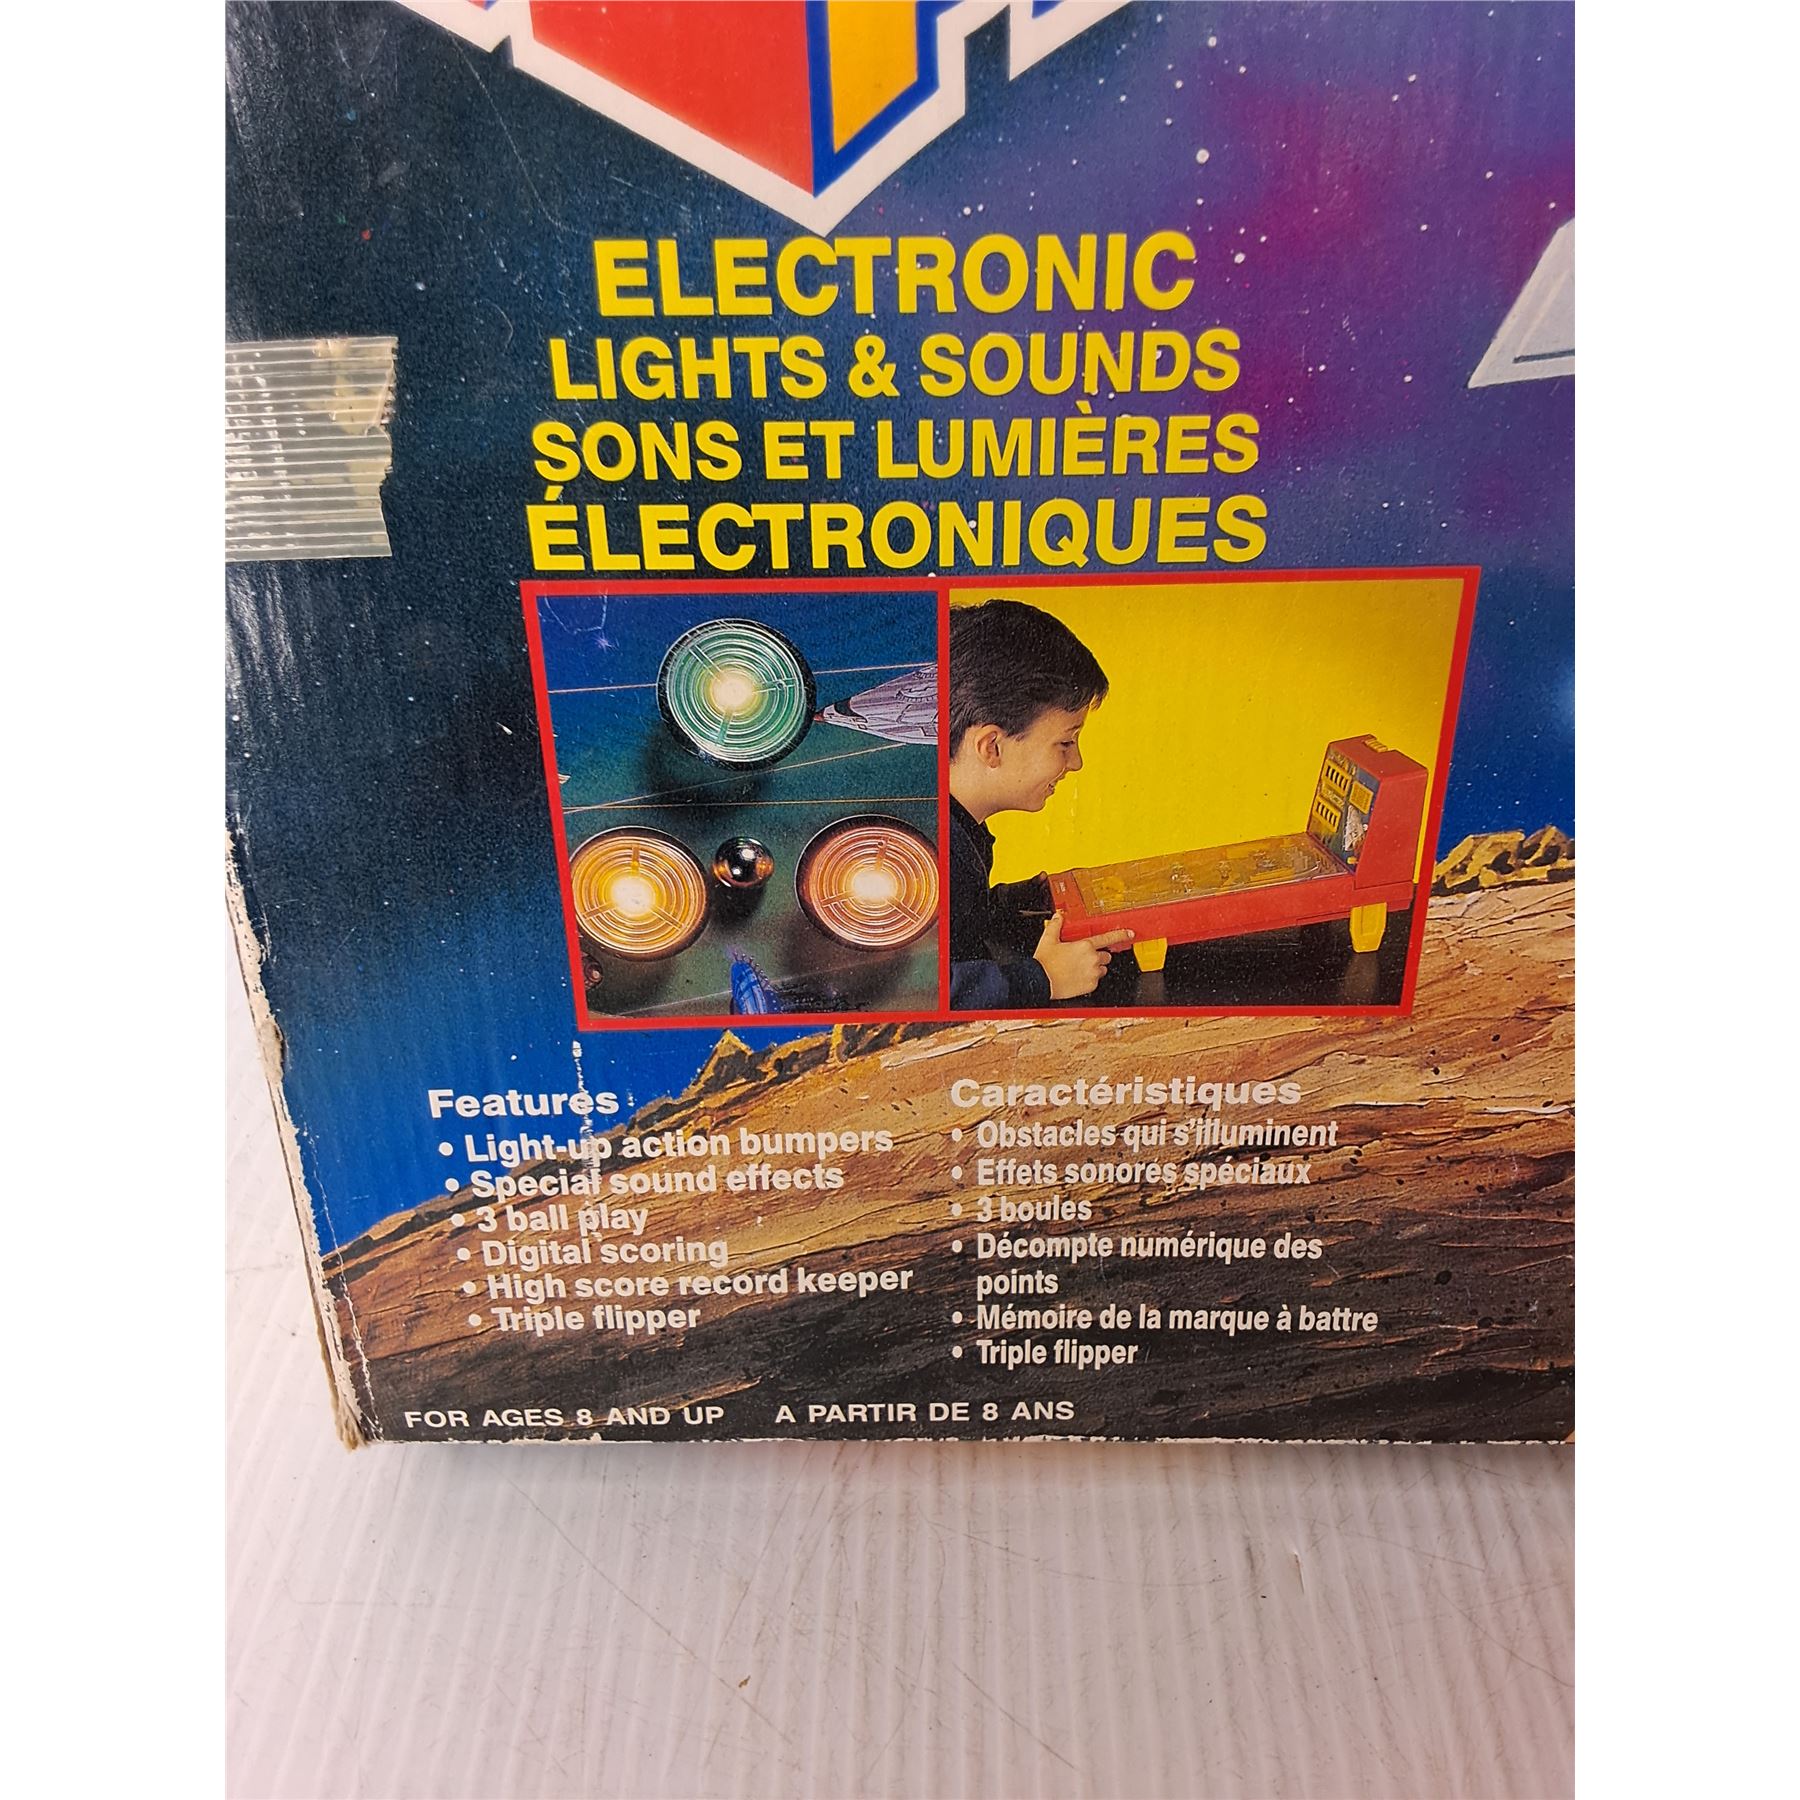 ELECTRONIC
LIGHTS & SOUNDS
SONS ET LUMIÈRES
ÉLECTRONIQUES
Features
• Light-up action bumpers
• Special sound effects
• 3 ball play
• Digital scoring
• High score record keeper
• Triple flipper
Caractéristiques
• Obstacles qui s'illuminent
• Effets sonores spéciaux
• 3 boules
• Décompte numérique des
points
• Mémoire de la marque à battre
• Triple flipper
FOR AGES 8 AND UP
A PARTIR DE 8 ANS